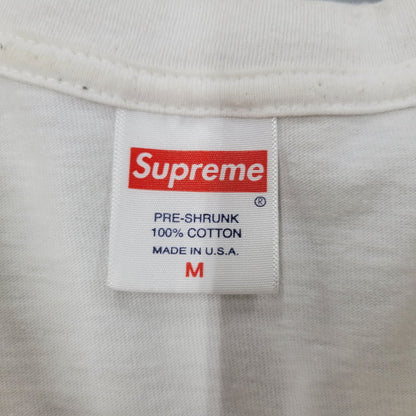 Supreme
®
PRE-SHRUNK
100% COTTON
MADE IN U.S.A.
M